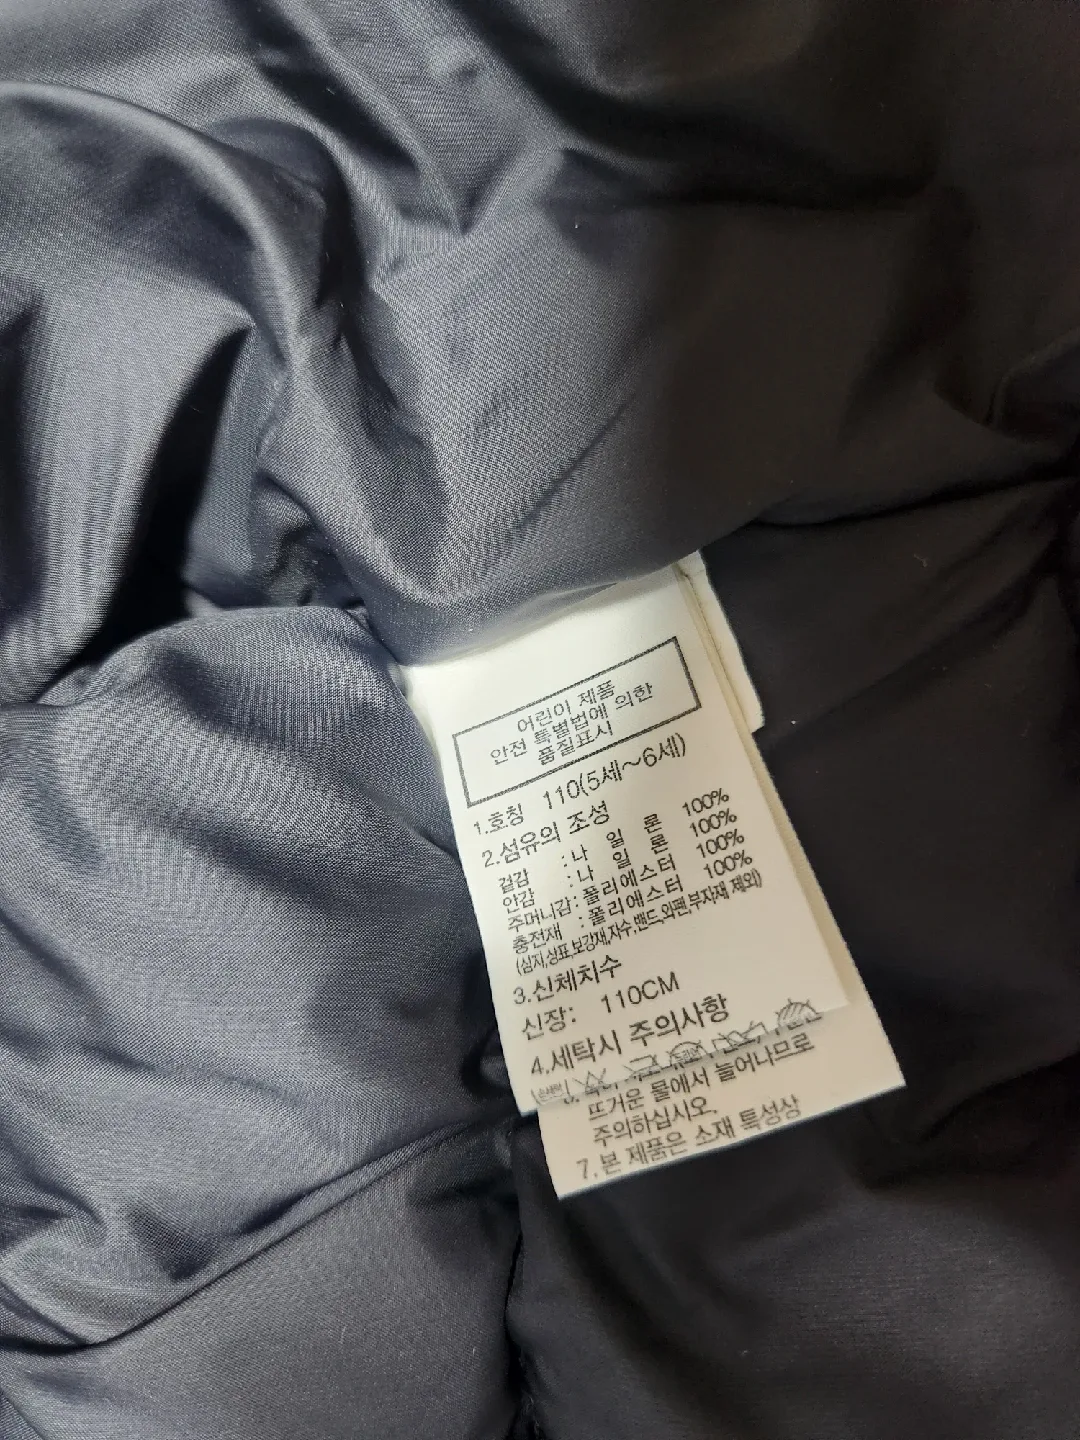 어린이 제품
안전 특별법에 의한
품질표시
1.호칭 110(5세~6세)
2.섬유의 조성
겉감 :나 일 론 100%
안감 :나 일 론 100%
주머니감:폴리에스터 100%
충전재 :폴리에스터 100%
(심지,상표,보강재,자수,밴드,외편,부자재 제외)
3.신체치수
신장: 110CM
4.세탁시 주의사항
뜨거운 물에서 늘어나므로
주의하십시오.
7.본 제품은 소재 특성상